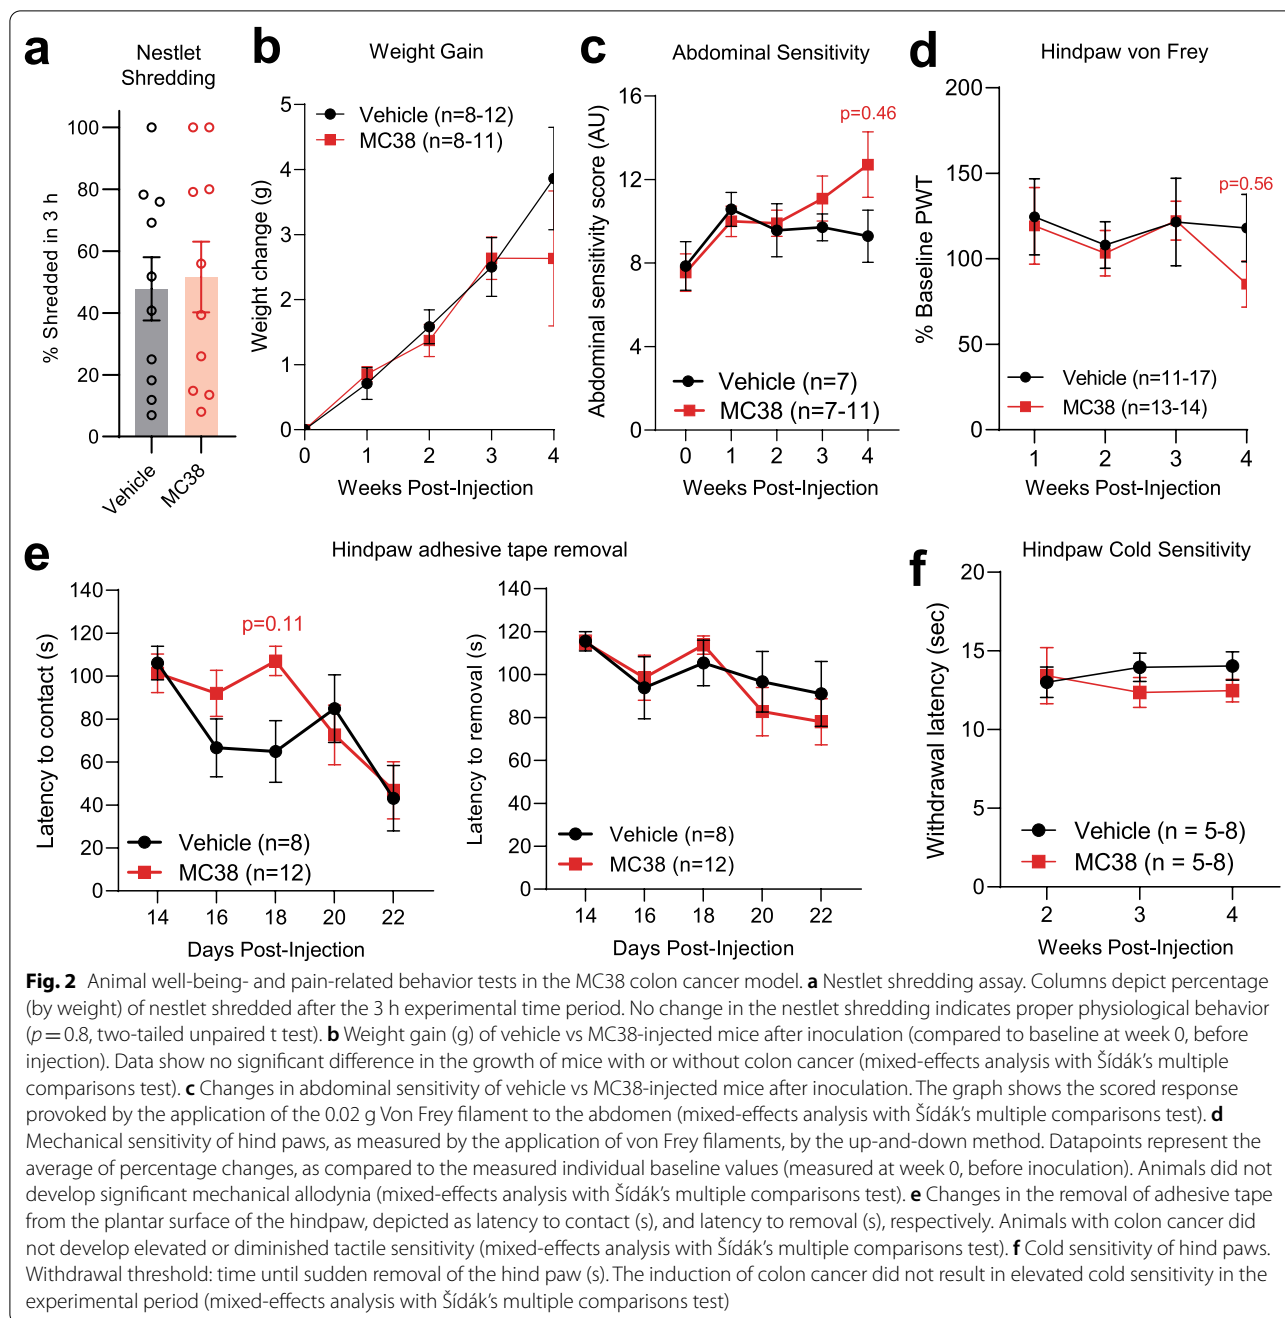 a
Nestlet
Shredding
% Shredded in 3 h
100
80
60
40
20
0
Vehicle
MC38
b
Weight Gain
Weight change (g)
5
4
3
2
1
0
Vehicle (n=8-12)
MC38 (n=8-11)
0 1 2 3 4
Weeks Post-Injection
c
Abdominal Sensitivity
Abdominal sensitivity score (AU)
16
12
8
4
0
p=0.46
Vehicle (n=7)
MC38 (n=7-11)
0 1 2 3 4
Weeks Post-Injection
d
Hindpaw von Frey
% Baseline PWT
200
150
100
50
0
p=0.56
Vehicle (n=11-17)
MC38 (n=13-14)
1 2 3 4
Weeks Post-Injection
e
Hindpaw adhesive tape removal
Latency to contact (s)
140
120
100
80
60
40
20
0
p=0.11
Vehicle (n=8)
MC38 (n=12)
14 16 18 20 22
Days Post-Injection
Latency to removal (s)
140
120
100
80
60
40
20
0
Vehicle (n=8)
MC38 (n=12)
14 16 18 20 22
Days Post-Injection
f
Hindpaw Cold Sensitivity
Withdrawal latency (sec)
20
15
10
5
0
Vehicle (n = 5-8)
MC38 (n = 5-8)
2 3 4
Weeks Post-Injection
Fig. 2 Animal well-being- and pain-related behavior tests in the MC38 colon cancer model. a Nestlet shredding assay. Columns depict percentage
(by weight) of nestlet shredded after the 3 h experimental time period. No change in the nestlet shredding indicates proper physiological behavior
(p = 0.8, two-tailed unpaired t test). b Weight gain (g) of vehicle vs MC38-injected mice after inoculation (compared to baseline at week 0, before
injection). Data show no significant difference in the growth of mice with or without colon cancer (mixed-effects analysis with Šídák’s multiple
comparisons test). c Changes in abdominal sensitivity of vehicle vs MC38-injected mice after inoculation. The graph shows the scored response
provoked by the application of the 0.02 g Von Frey filament to the abdomen (mixed-effects analysis with Šídák’s multiple comparisons test). d
Mechanical sensitivity of hind paws, as measured by the application of von Frey filaments, by the up-and-down method. Datapoints represent the
average of percentage changes, as compared to the measured individual baseline values (measured at week 0, before inoculation). Animals did not
develop significant mechanical allodynia (mixed-effects analysis with Šídák’s multiple comparisons test). e Changes in the removal of adhesive tape
from the plantar surface of the hindpaw, depicted as latency to contact (s), and latency to removal (s), respectively. Animals with colon cancer did
not develop elevated or diminished tactile sensitivity (mixed-effects analysis with Šídák’s multiple comparisons test). f Cold sensitivity of hind paws.
Withdrawal threshold: time until sudden removal of the hind paw (s). The induction of colon cancer did not result in elevated cold sensitivity in the
experimental period (mixed-effects analysis with Šídák’s multiple comparisons test)